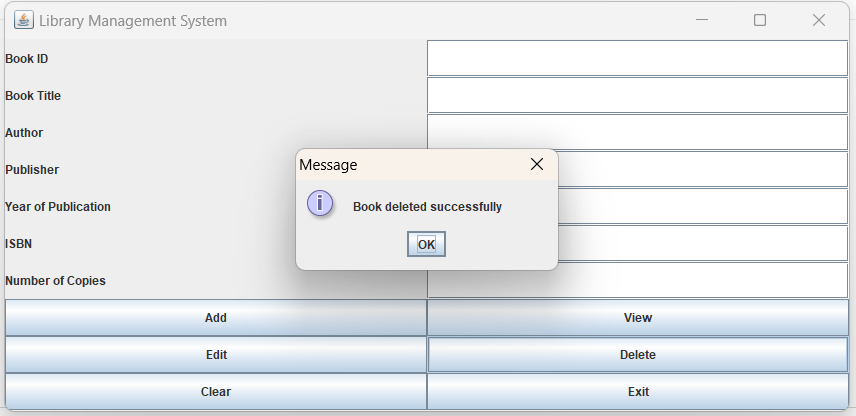 Library Management System
Book ID
Book Title
Author
Publisher
Year of Publication
ISBN
Number of Copies
Message
i
Book deleted successfully
OK
Add
View
Edit
Delete
Clear
Exit